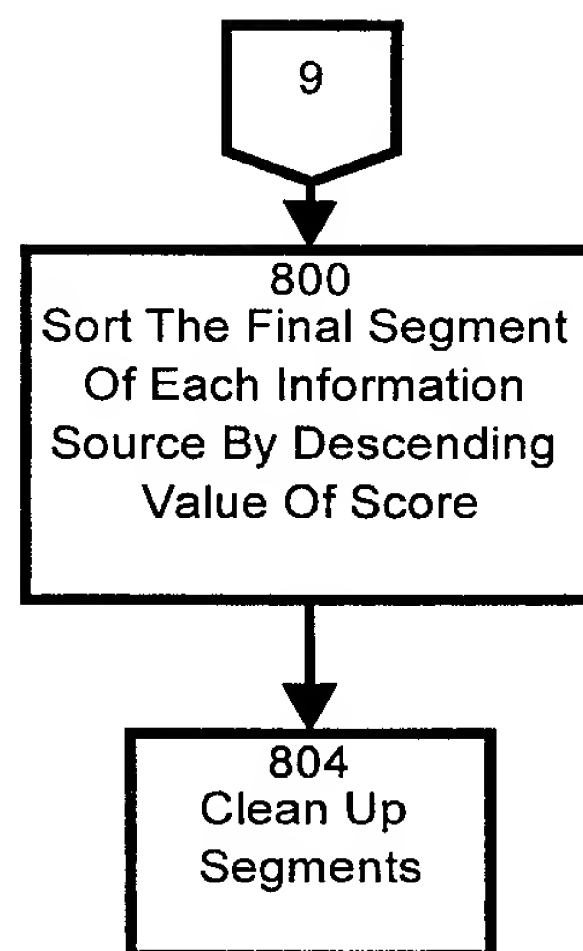 9
800
Sort The Final Segment
Of Each Information
Source By Descending
Value Of Score
804
Clean Up
Segments